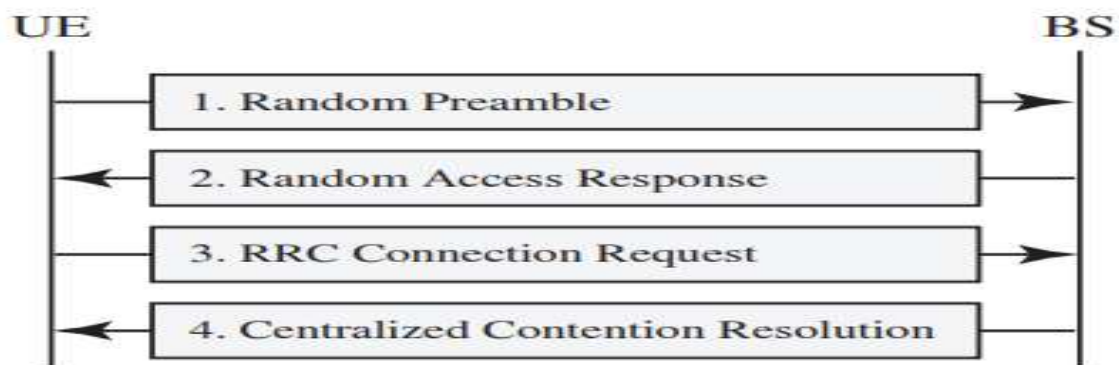 UE BS
1. Random Preamble
2. Random Access Response
3. RRC Connection Request
4. Centralized Contention Resolution